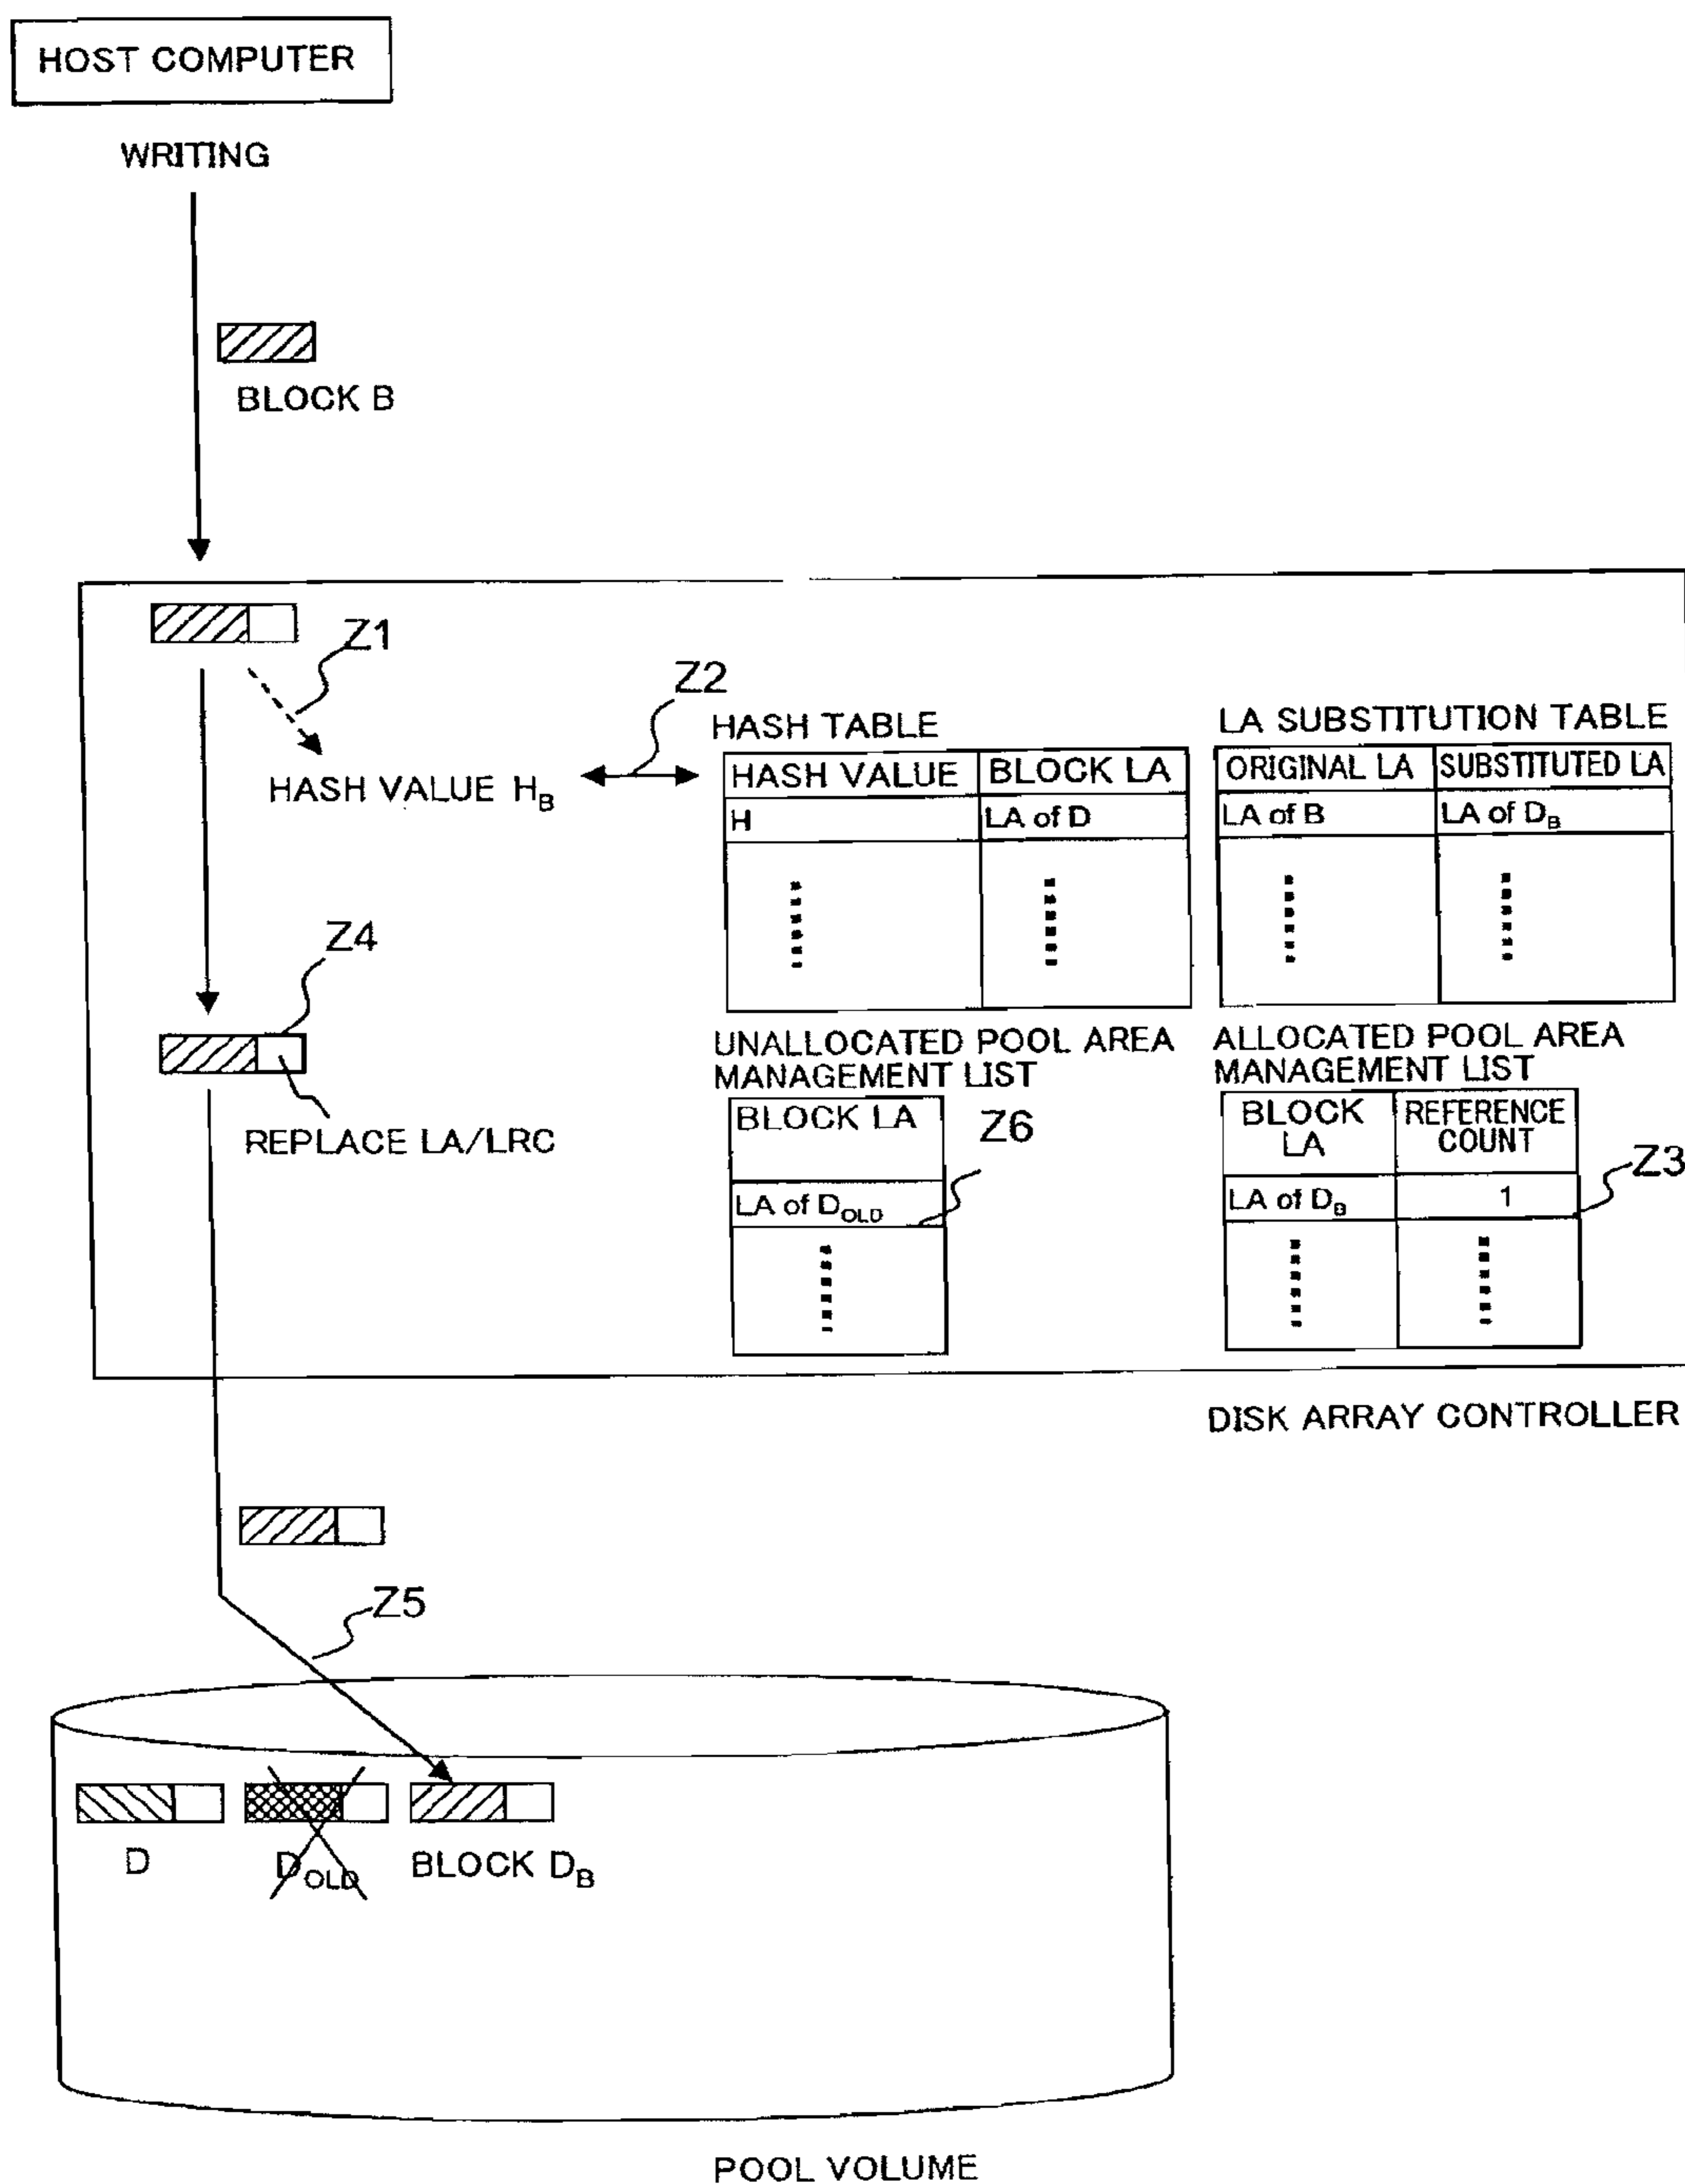 HOST COMPUTER
WRITING
BLOCK B
Z1
Z2
HASH VALUE H_B
HASH TABLE
HASH VALUE BLOCK LA
H LA of D
LA SUBSTITUTION TABLE
ORIGINAL LA SUBSTITUTED LA
LA of B LA of D_B
Z4
REPLACE LA/LRC
UNALLOCATED POOL AREA
MANAGEMENT LIST
BLOCK LA
Z6
LA of D_OLD
ALLOCATED POOL AREA
MANAGEMENT LIST
BLOCK
LA
REFERENCE
COUNT
Z3
LA of D_B 1
DISK ARRAY CONTROLLER
Z5
D D_OLD BLOCK D_B
POOL VOLUME